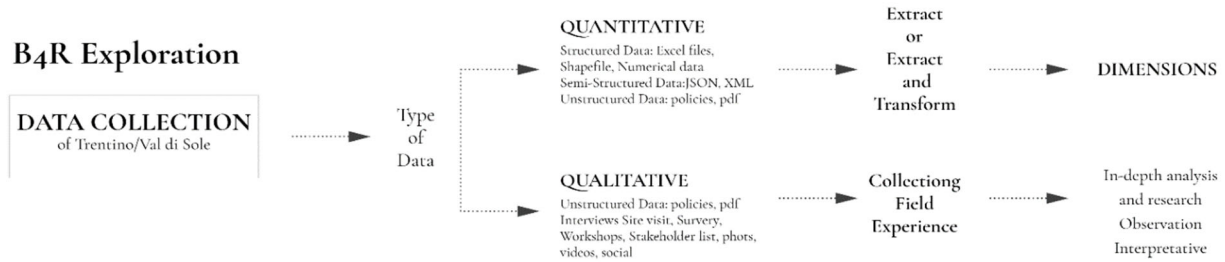 B4R Exploration
DATA COLLECTION
of Trentino/Val di Sole
Type
of
Data
QUANTITATIVE
Structured Data: Excel files,
Shapefile, Numerical data
Semi-Structured Data:JSON, XML
Unstructured Data: policies, pdf
Extract
or
Extract
and
Transform
DIMENSIONS
QUALITATIVE
Unstructured Data: policies, pdf
Interviews Site visit, Survery,
Workshops, Stakeholder list, phots,
videos, social
Collectiong
Field
Experience
In-depth analysis
and research
Observation
Interpretative